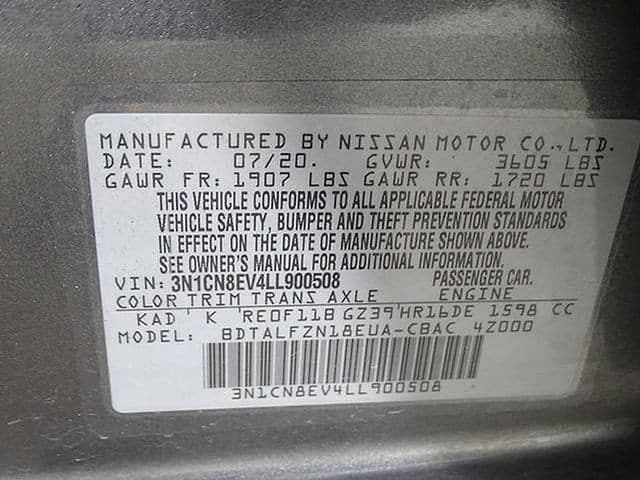 MANUFACTURED BY NISSAN MOTOR CO., LTD.
DATE: 07/20. GVWR: 3605 LBS
GAWR FR: 1907 LBS GAWR RR: 1720 LBS
THIS VEHICLE CONFORMS TO ALL APPLICABLE FEDERAL MOTOR
VEHICLE SAFETY, BUMPER AND THEFT PREVENTION STANDARDS
IN EFFECT ON THE DATE OF MANUFACTURE SHOWN ABOVE.
SEE OWNER'S MANUAL FOR ADDITIONAL INFORMATION.
VIN: 3N1CN8EV4LL900508 PASSENGER CAR.
COLOR TRIM TRANS AXLE ENGINE
KAD ' K 'RE0F11B GZ39'HR16DE 1598 CC
MODEL: BDTALFZN18EUA-CBAC 4Z000
3N1CN8EV4LL900508